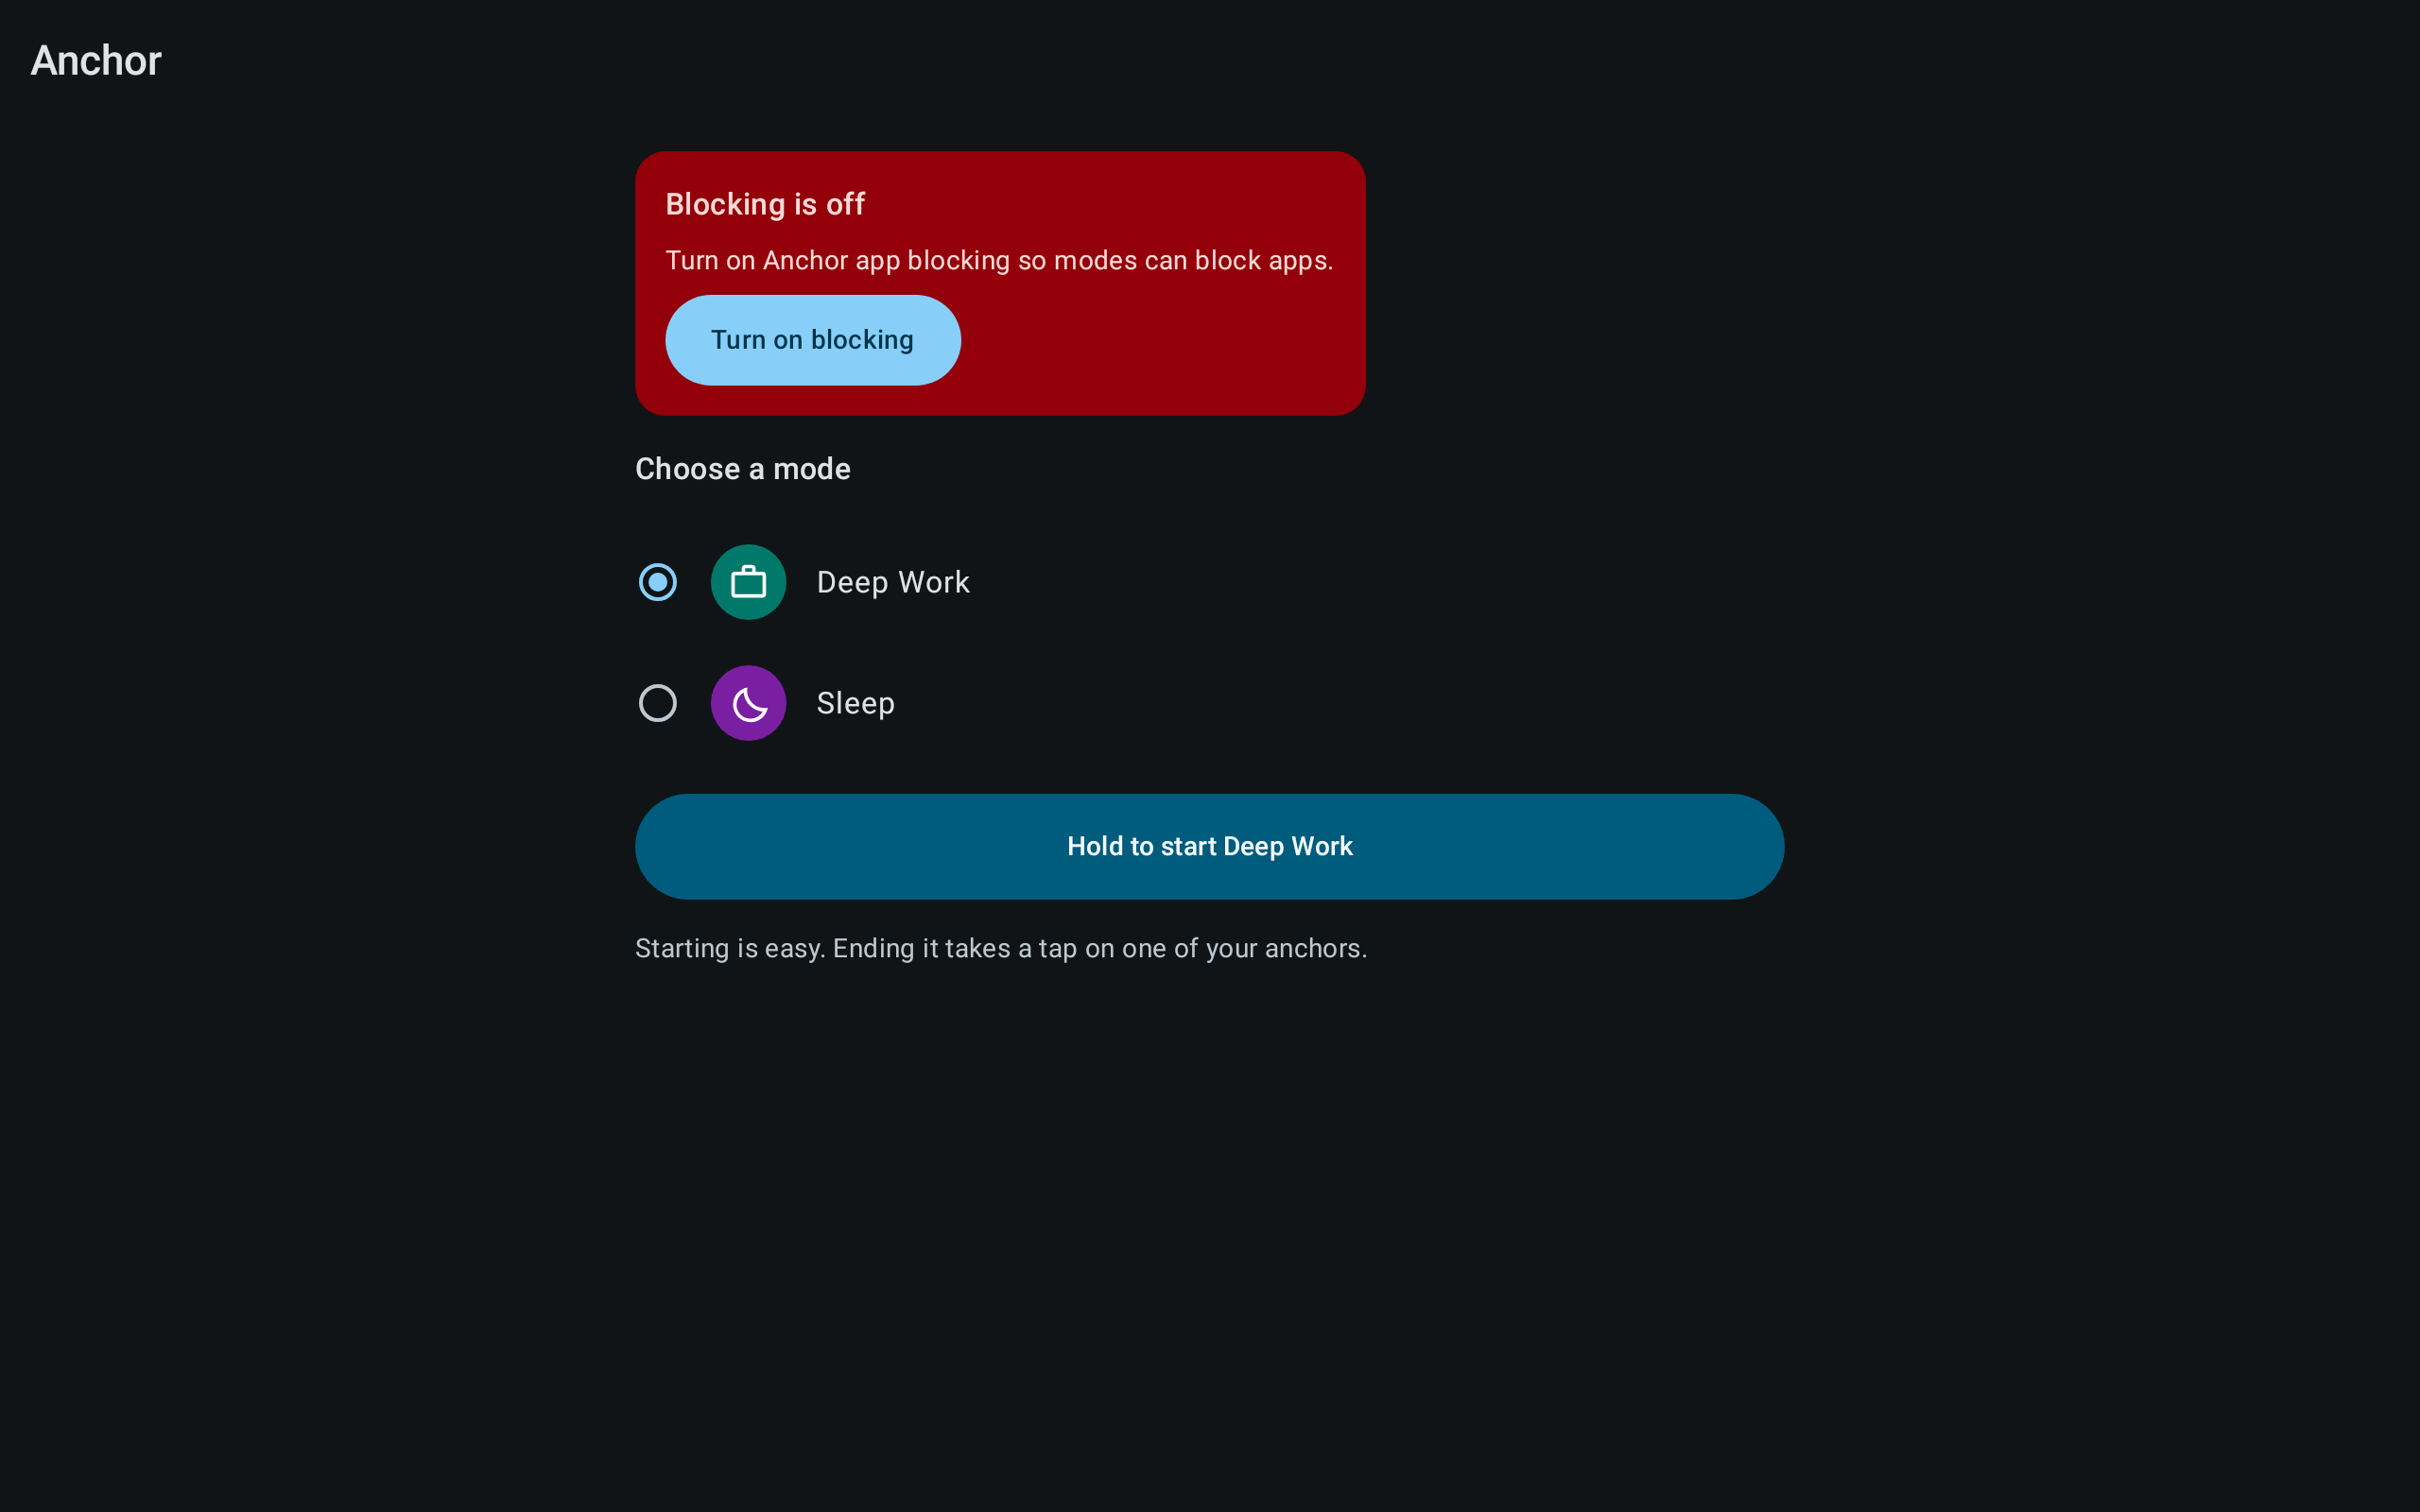 Anchor
Blocking is off
Turn on Anchor app blocking so modes can block apps.
Turn on blocking
Choose a mode
Deep Work
Sleep
Hold to start Deep Work
Starting is easy. Ending it takes a tap on one of your anchors.